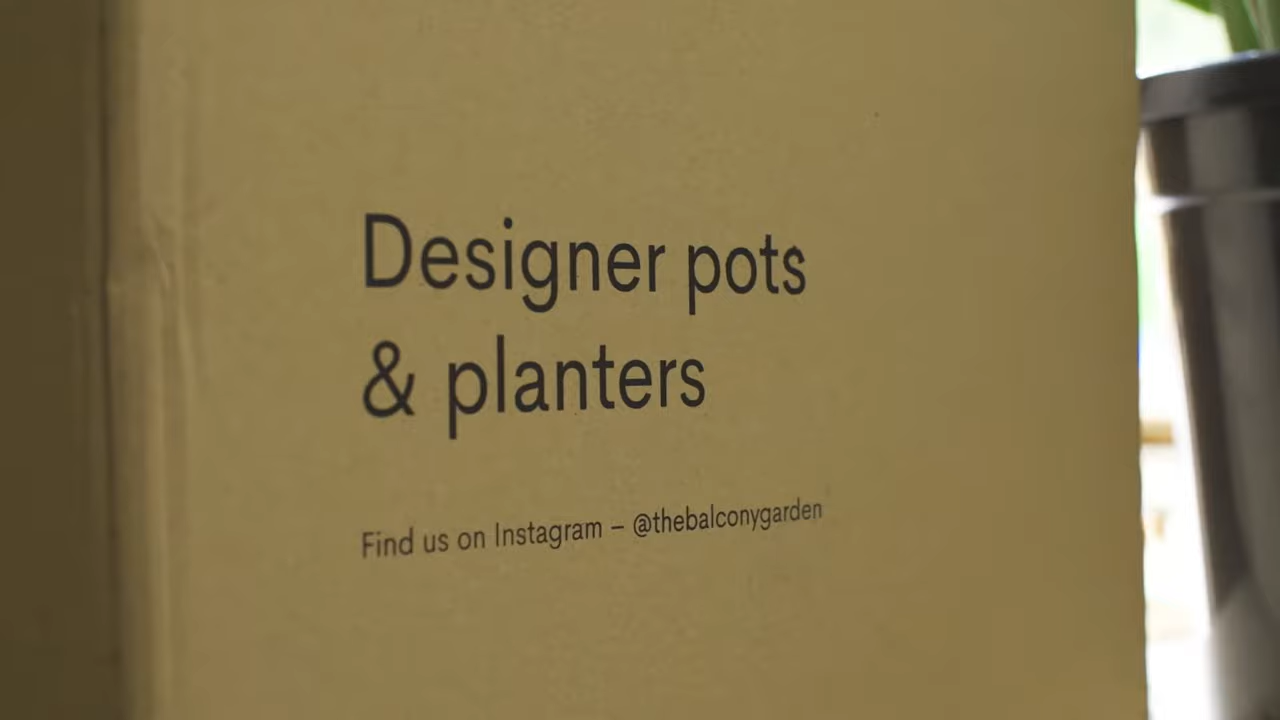 Designer pots
& planters
Find us on Instagram – @thebalconygarden